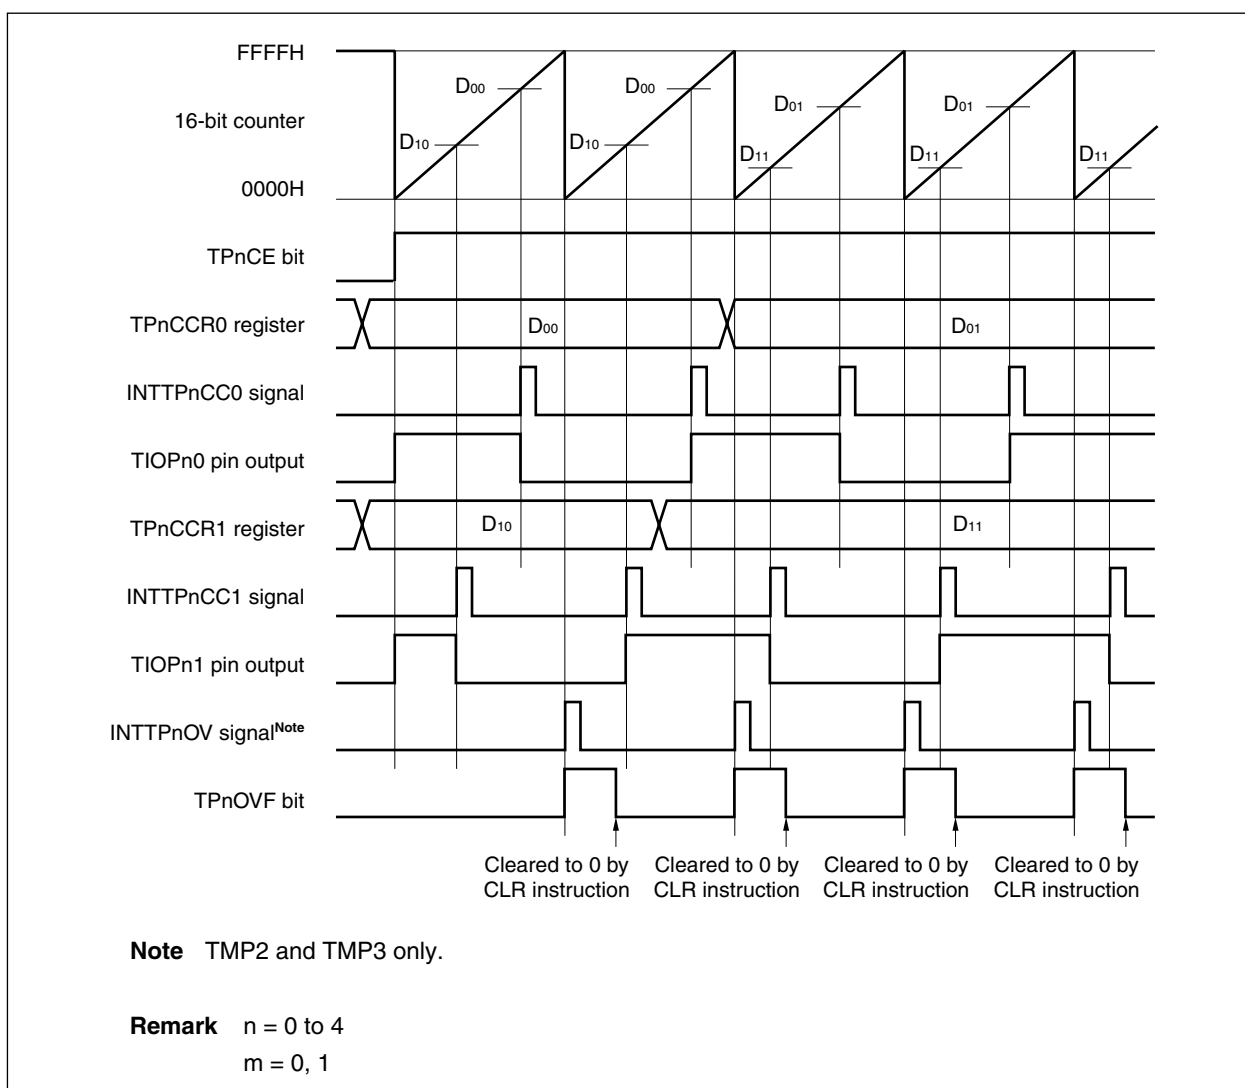 FFFFH
D00 D00 D01 D01
16-bit counter
D10 D10 D11 D11 D11
0000H
TPnCE bit
TPnCCR0 register D00 D01
INTTPnCC0 signal
TIOPn0 pin output
TPnCCR1 register D10 D11
INTTPnCC1 signal
TIOPn1 pin output
INTTPnOV signalNote
TPnOVF bit
Cleared to 0 by CLR instruction
Cleared to 0 by CLR instruction
Cleared to 0 by CLR instruction
Cleared to 0 by CLR instruction
Note TMP2 and TMP3 only.
Remark n = 0 to 4
m = 0, 1